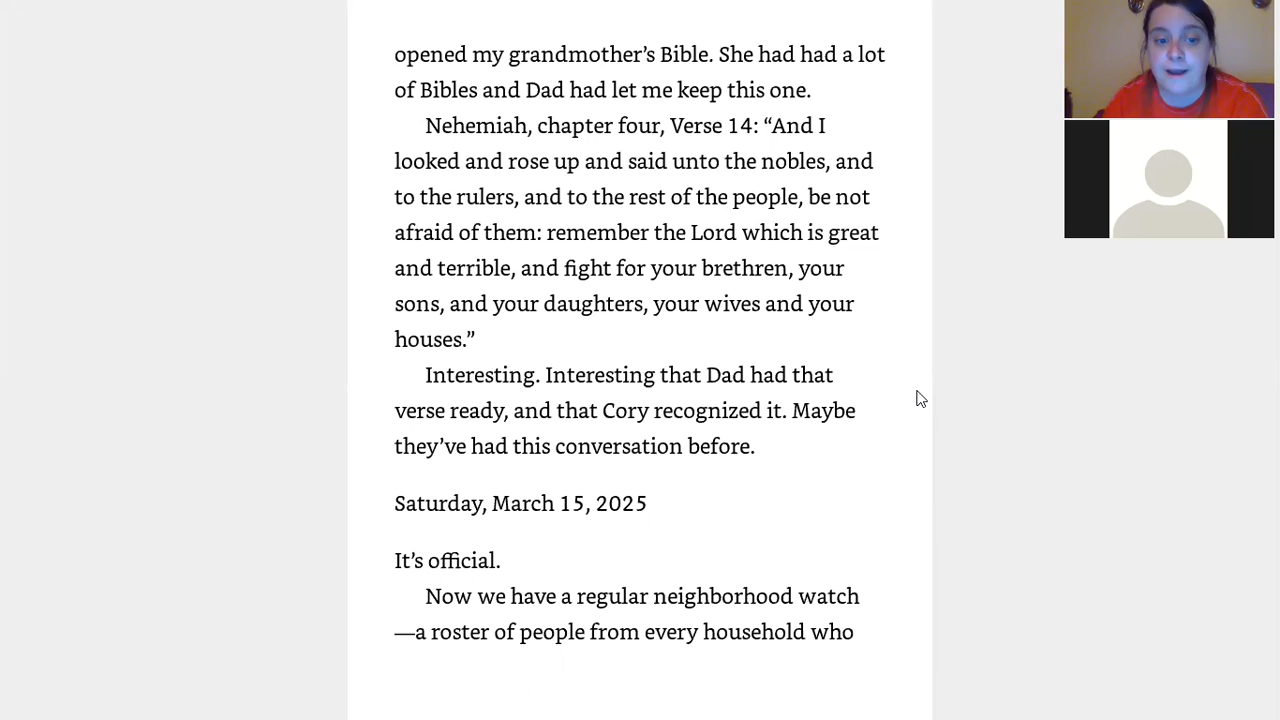 opened my grandmother’s Bible. She had had a lot
of Bibles and Dad had let me keep this one.
Nehemiah, chapter four, Verse 14: “And I
looked and rose up and said unto the nobles, and
to the rulers, and to the rest of the people, be not
afraid of them: remember the Lord which is great
and terrible, and fight for your brethren, your
sons, and your daughters, your wives and your
houses.”
Interesting. Interesting that Dad had that
verse ready, and that Cory recognized it. Maybe
they’ve had this conversation before.
Saturday, March 15, 2025
It’s official.
Now we have a regular neighborhood watch
—a roster of people from every household who